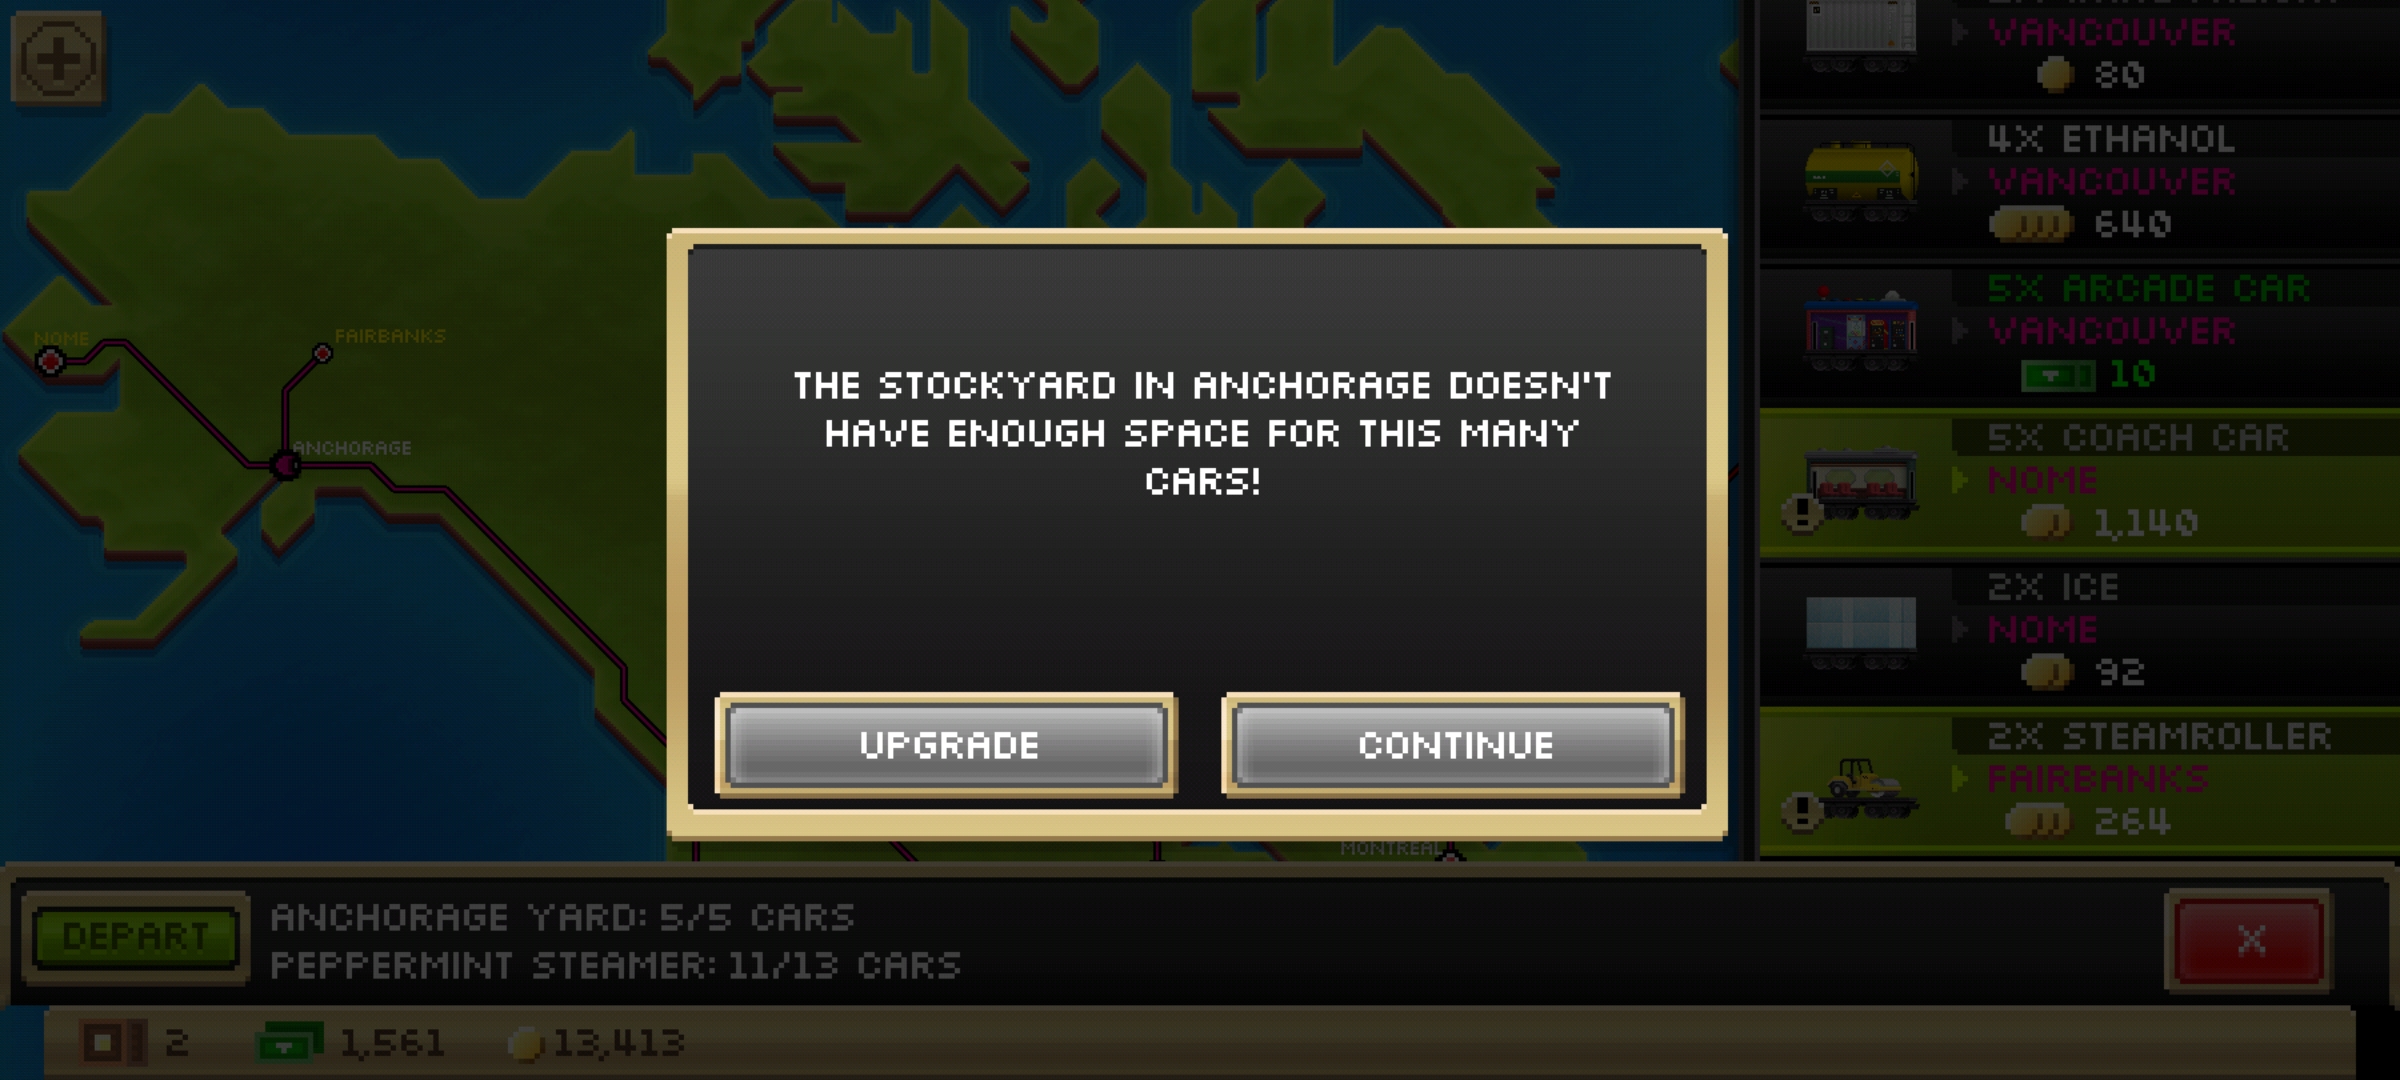 VANCOUVER
80
4X ETHANOL
VANCOUVER
640
5X ARCADE CAR
VANCOUVER
10
5X COACH CAR
NOME
1,140
2X ICE
NOME
92
2X STEAMROLLER
FAIRBANKS
264
NOME
FAIRBANKS
ANCHORAGE
THE STOCKYARD IN ANCHORAGE DOESN'T
HAVE ENOUGH SPACE FOR THIS MANY
CARS!
UPGRADE
CONTINUE
MONTREAL
DEPART
ANCHORAGE YARD: 5/5 CARS
PEPPERMINT STEAMER: 11/13 CARS
X
2
1,561
13,413